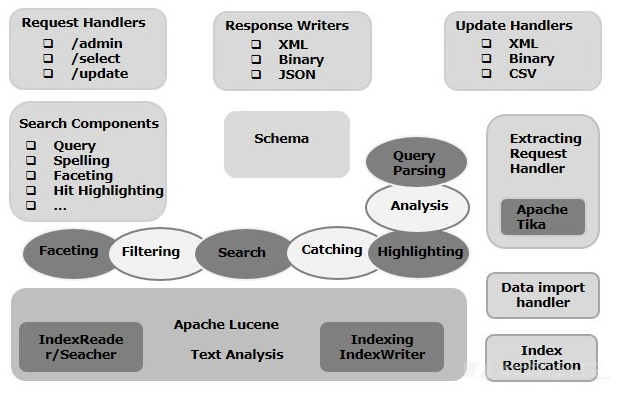 Request Handlers
❑ /admin
❑ /select
❑ /update
Response Writers
❑ XML
❑ Binary
❑ JSON
Update Handlers
❑ XML
❑ Binary
❑ CSV
Search Components
❑ Query
❑ Spelling
❑ Faceting
❑ Hit Highlighting
❑ ...
Schema
Query
Parsing
Analysis
Extracting
Request
Handler
Apache
Tika
Faceting
Filtering
Search
Catching
Highlighting
Data import
handler
Apache Lucene
Text Analysis
IndexReade
r/Seacher
Indexing
IndexWriter
Index
Replication